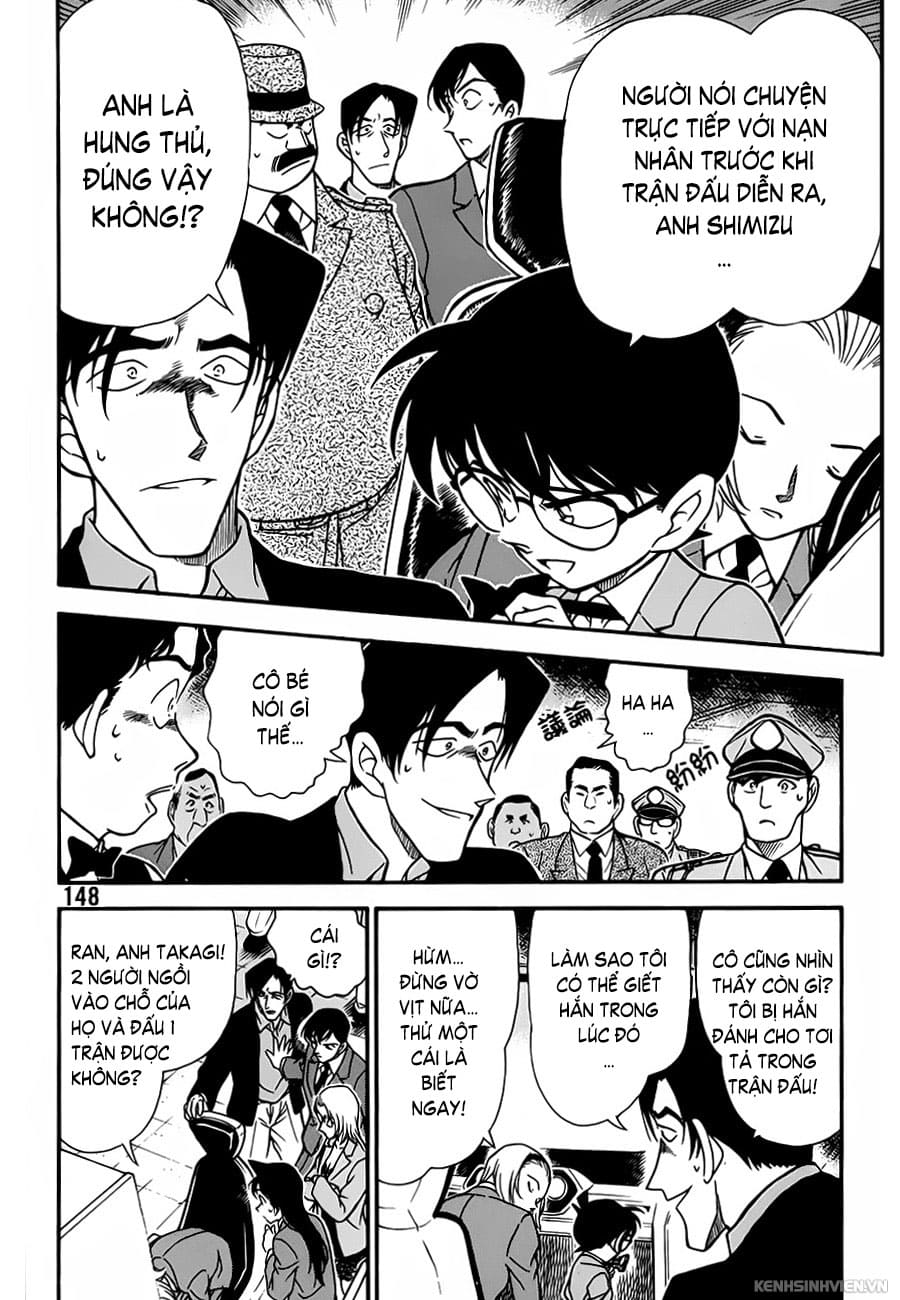 NGƯỜI NÓI CHUYỆN
TRỰC TIẾP VỚI NẠN
NHÂN TRƯỚC KHI
TRẬN ĐẤU DIỄN RA,
ANH SHIMIZU
...
ANH LÀ
HUNG THỦ,
ĐÚNG VẬY
KHÔNG!?
CÔ BÉ
NÓI GÌ
THẾ...
議論
HA HA
...
紛紛
148
CÔ CŨNG NHÌN
THẤY CÒN GÌ?
TÔI BỊ HẮN
ĐÁNH CHO TƠI
TẢ TRONG
TRẬN ĐẤU!
LÀM SAO TÔI
CÓ THỂ GIẾT
HẮN TRONG
LÚC ĐÓ
...
HỪM...
ĐỪNG VỜ
VỊT NỮA...
THỬ MỘT
CÁI LÀ
BIẾT
NGAY!
CÁI
GÌ!?
RAN, ANH TAKAGI!
2 NGƯỜI NGỒI
VÀO CHỖ CỦA
HỌ VÀ ĐẤU 1
TRẬN ĐƯỢC
KHÔNG?
KENHSINHVIEN.VN